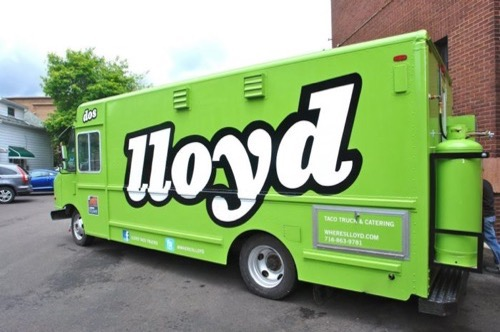 dos
lloyd
TACO TRUCK & CATERING
WHERESLLOYD.COM
716-863-9781